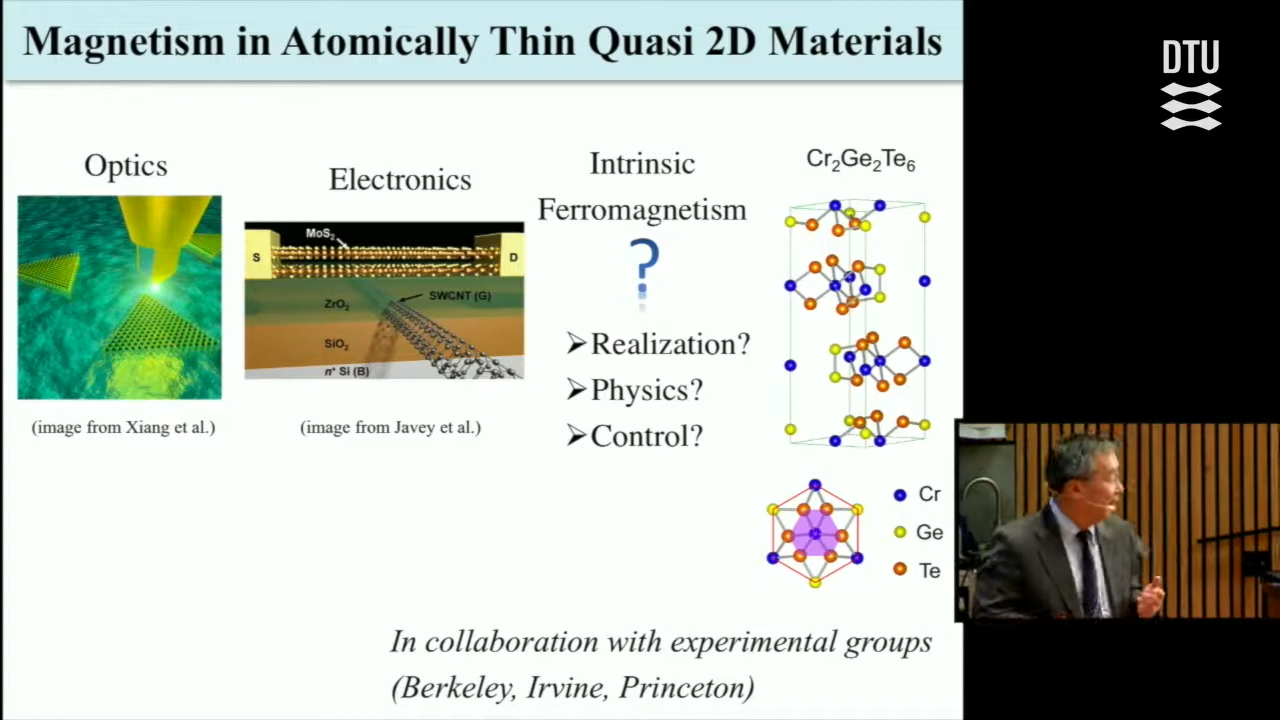 Magnetism in Atomically Thin Quasi 2D Materials
DTU
Optics
(image from Xiang et al.)
Electronics
MoS₂
S
D
ZrO₂
SWCNT (G)
SiO₂
n⁺ Si (B)
(image from Javey et al.)
Intrinsic
Ferromagnetism
?
➢Realization?
➢Physics?
➢Control?
Cr₂Ge₂Te₆
Cr
Ge
Te
In collaboration with experimental groups
(Berkeley, Irvine, Princeton)